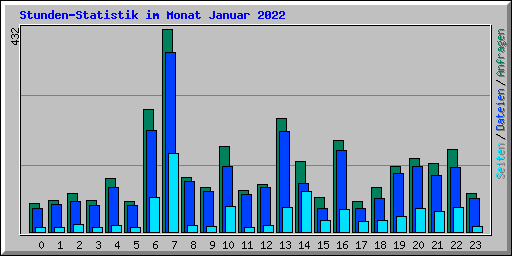 Stunden-Statistik im Monat Januar 2022
432
Seiten / Dateien / Anfragen
0 1 2 3 4 5 6 7 8 9 10 11 12 13 14 15 16 17 18 19 20 21 22 23